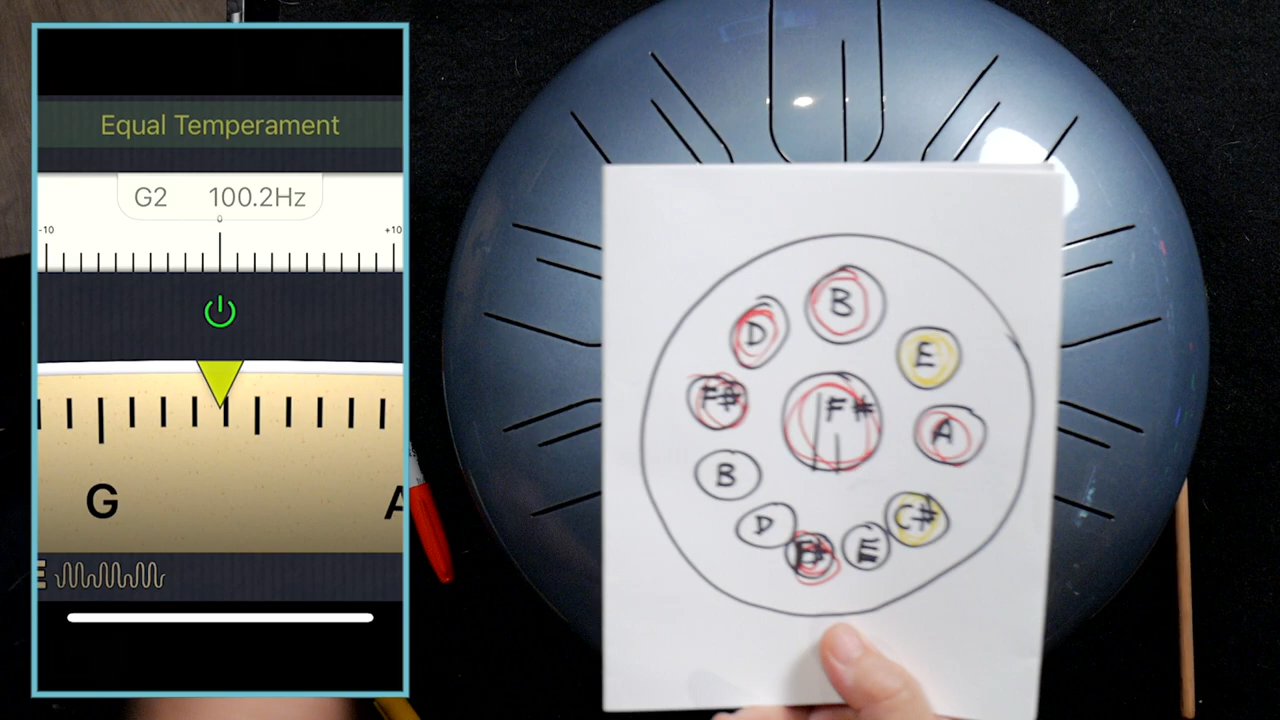 Equal Temperament
G2 100.2Hz
0
-10 +10
G A
E
B
D
E
F#
F#
A
B
C#
D
F#
E